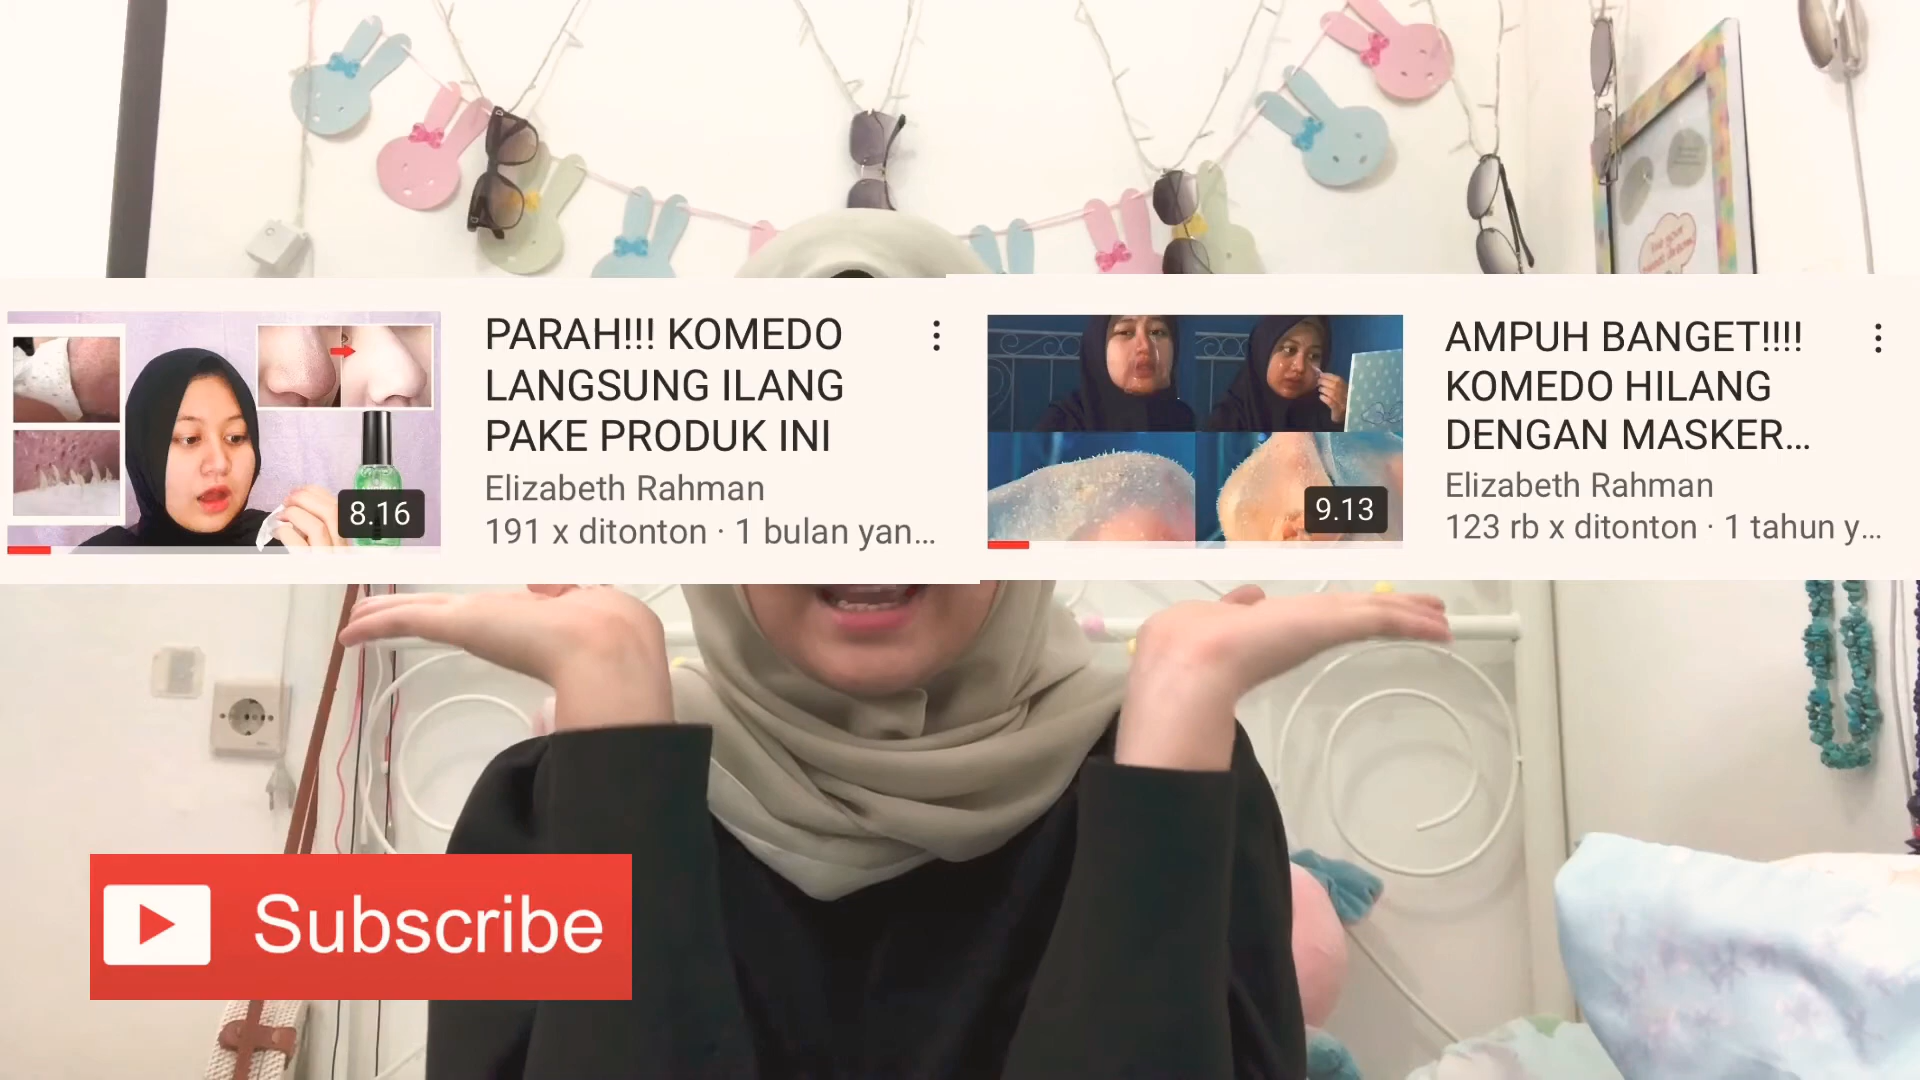 PARAH!!! KOMEDO
LANGSUNG ILANG
PAKE PRODUK INI
Elizabeth Rahman
191 x ditonton · 1 bulan yan...
8.16
AMPUH BANGET!!!!
KOMEDO HILANG
DENGAN MASKER...
Elizabeth Rahman
123 rb x ditonton · 1 tahun y...
9.13
Subscribe